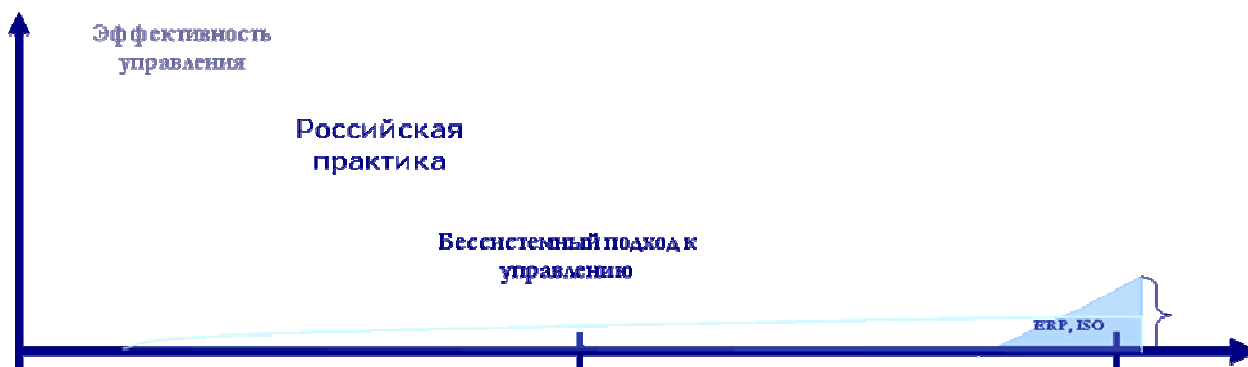 Эффективность
управления
Российская
практика
Бессистемный подход к
управлению
ERP, ISO